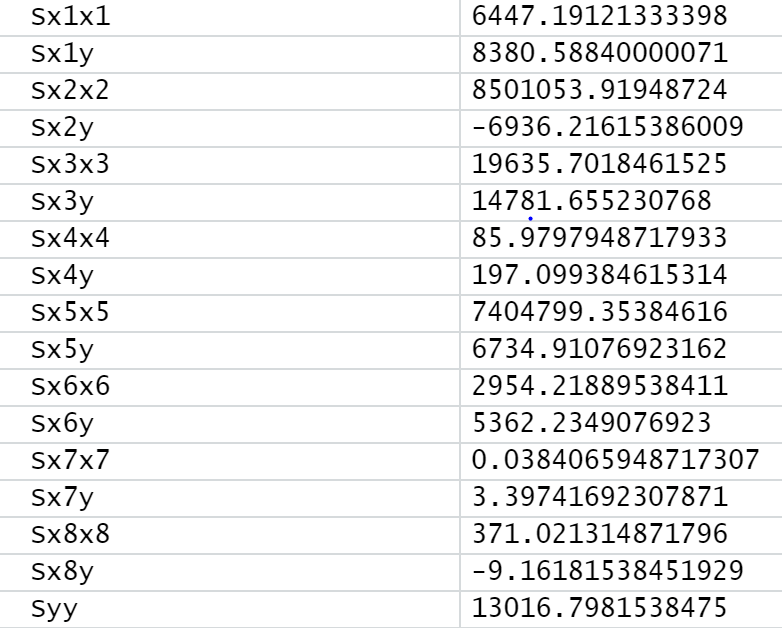 Sx1x1 6447.19121333398
Sx1y 8380.58840000071
Sx2x2 8501053.91948724
Sx2y -6936.21615386009
Sx3x3 19635.7018461525
Sx3y 14781.655230768
Sx4x4 85.9797948717933
Sx4y 197.099384615314
Sx5x5 7404799.35384616
Sx5y 6734.91076923162
Sx6x6 2954.21889538411
Sx6y 5362.2349076923
Sx7x7 0.0384065948717307
Sx7y 3.39741692307871
Sx8x8 371.021314871796
Sx8y -9.16181538451929
Syy 13016.7981538475